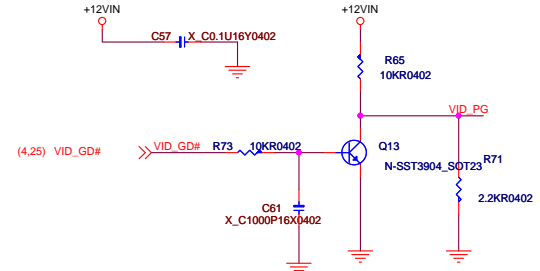 +12VIN
+12VIN
C57 X_C0.1U16Y0402
R65
10KR0402
VID_PG
(4,25) VID_GD#
VID_GD#
R73 10KR0402
Q13
N-SST3904_SOT23
R71
2.2KR0402
C61
X_C1000P16X0402